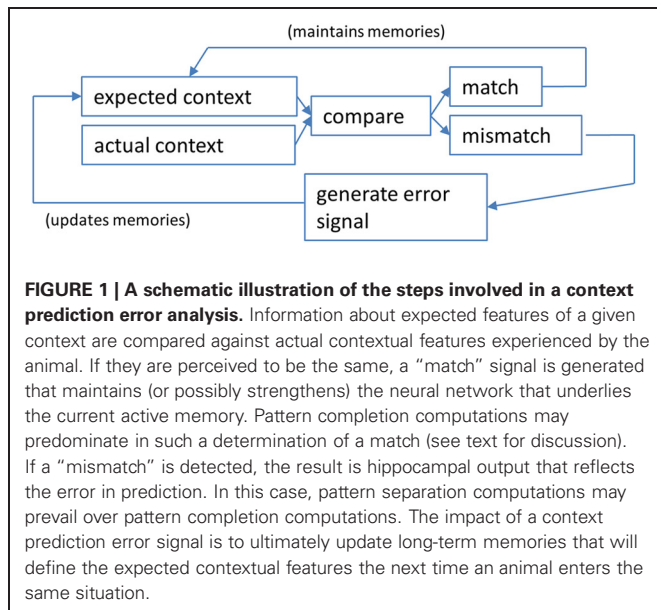 (maintains memories)
expected context
match
compare
actual context
mismatch
generate error
signal
(updates memories)
FIGURE 1 | A schematic illustration of the steps involved in a context
prediction error analysis. Information about expected features of a given
context are compared against actual contextual features experienced by the
animal. If they are perceived to be the same, a “match” signal is generated
that maintains (or possibly strengthens) the neural network that underlies
the current active memory. Pattern completion computations may
predominate in such a determination of a match (see text for discussion).
If a “mismatch” is detected, the result is hippocampal output that reflects
the error in prediction. In this case, pattern separation computations may
prevail over pattern completion computations. The impact of a context
prediction error signal is to ultimately update long-term memories that will
define the expected contextual features the next time an animal enters the
same situation.